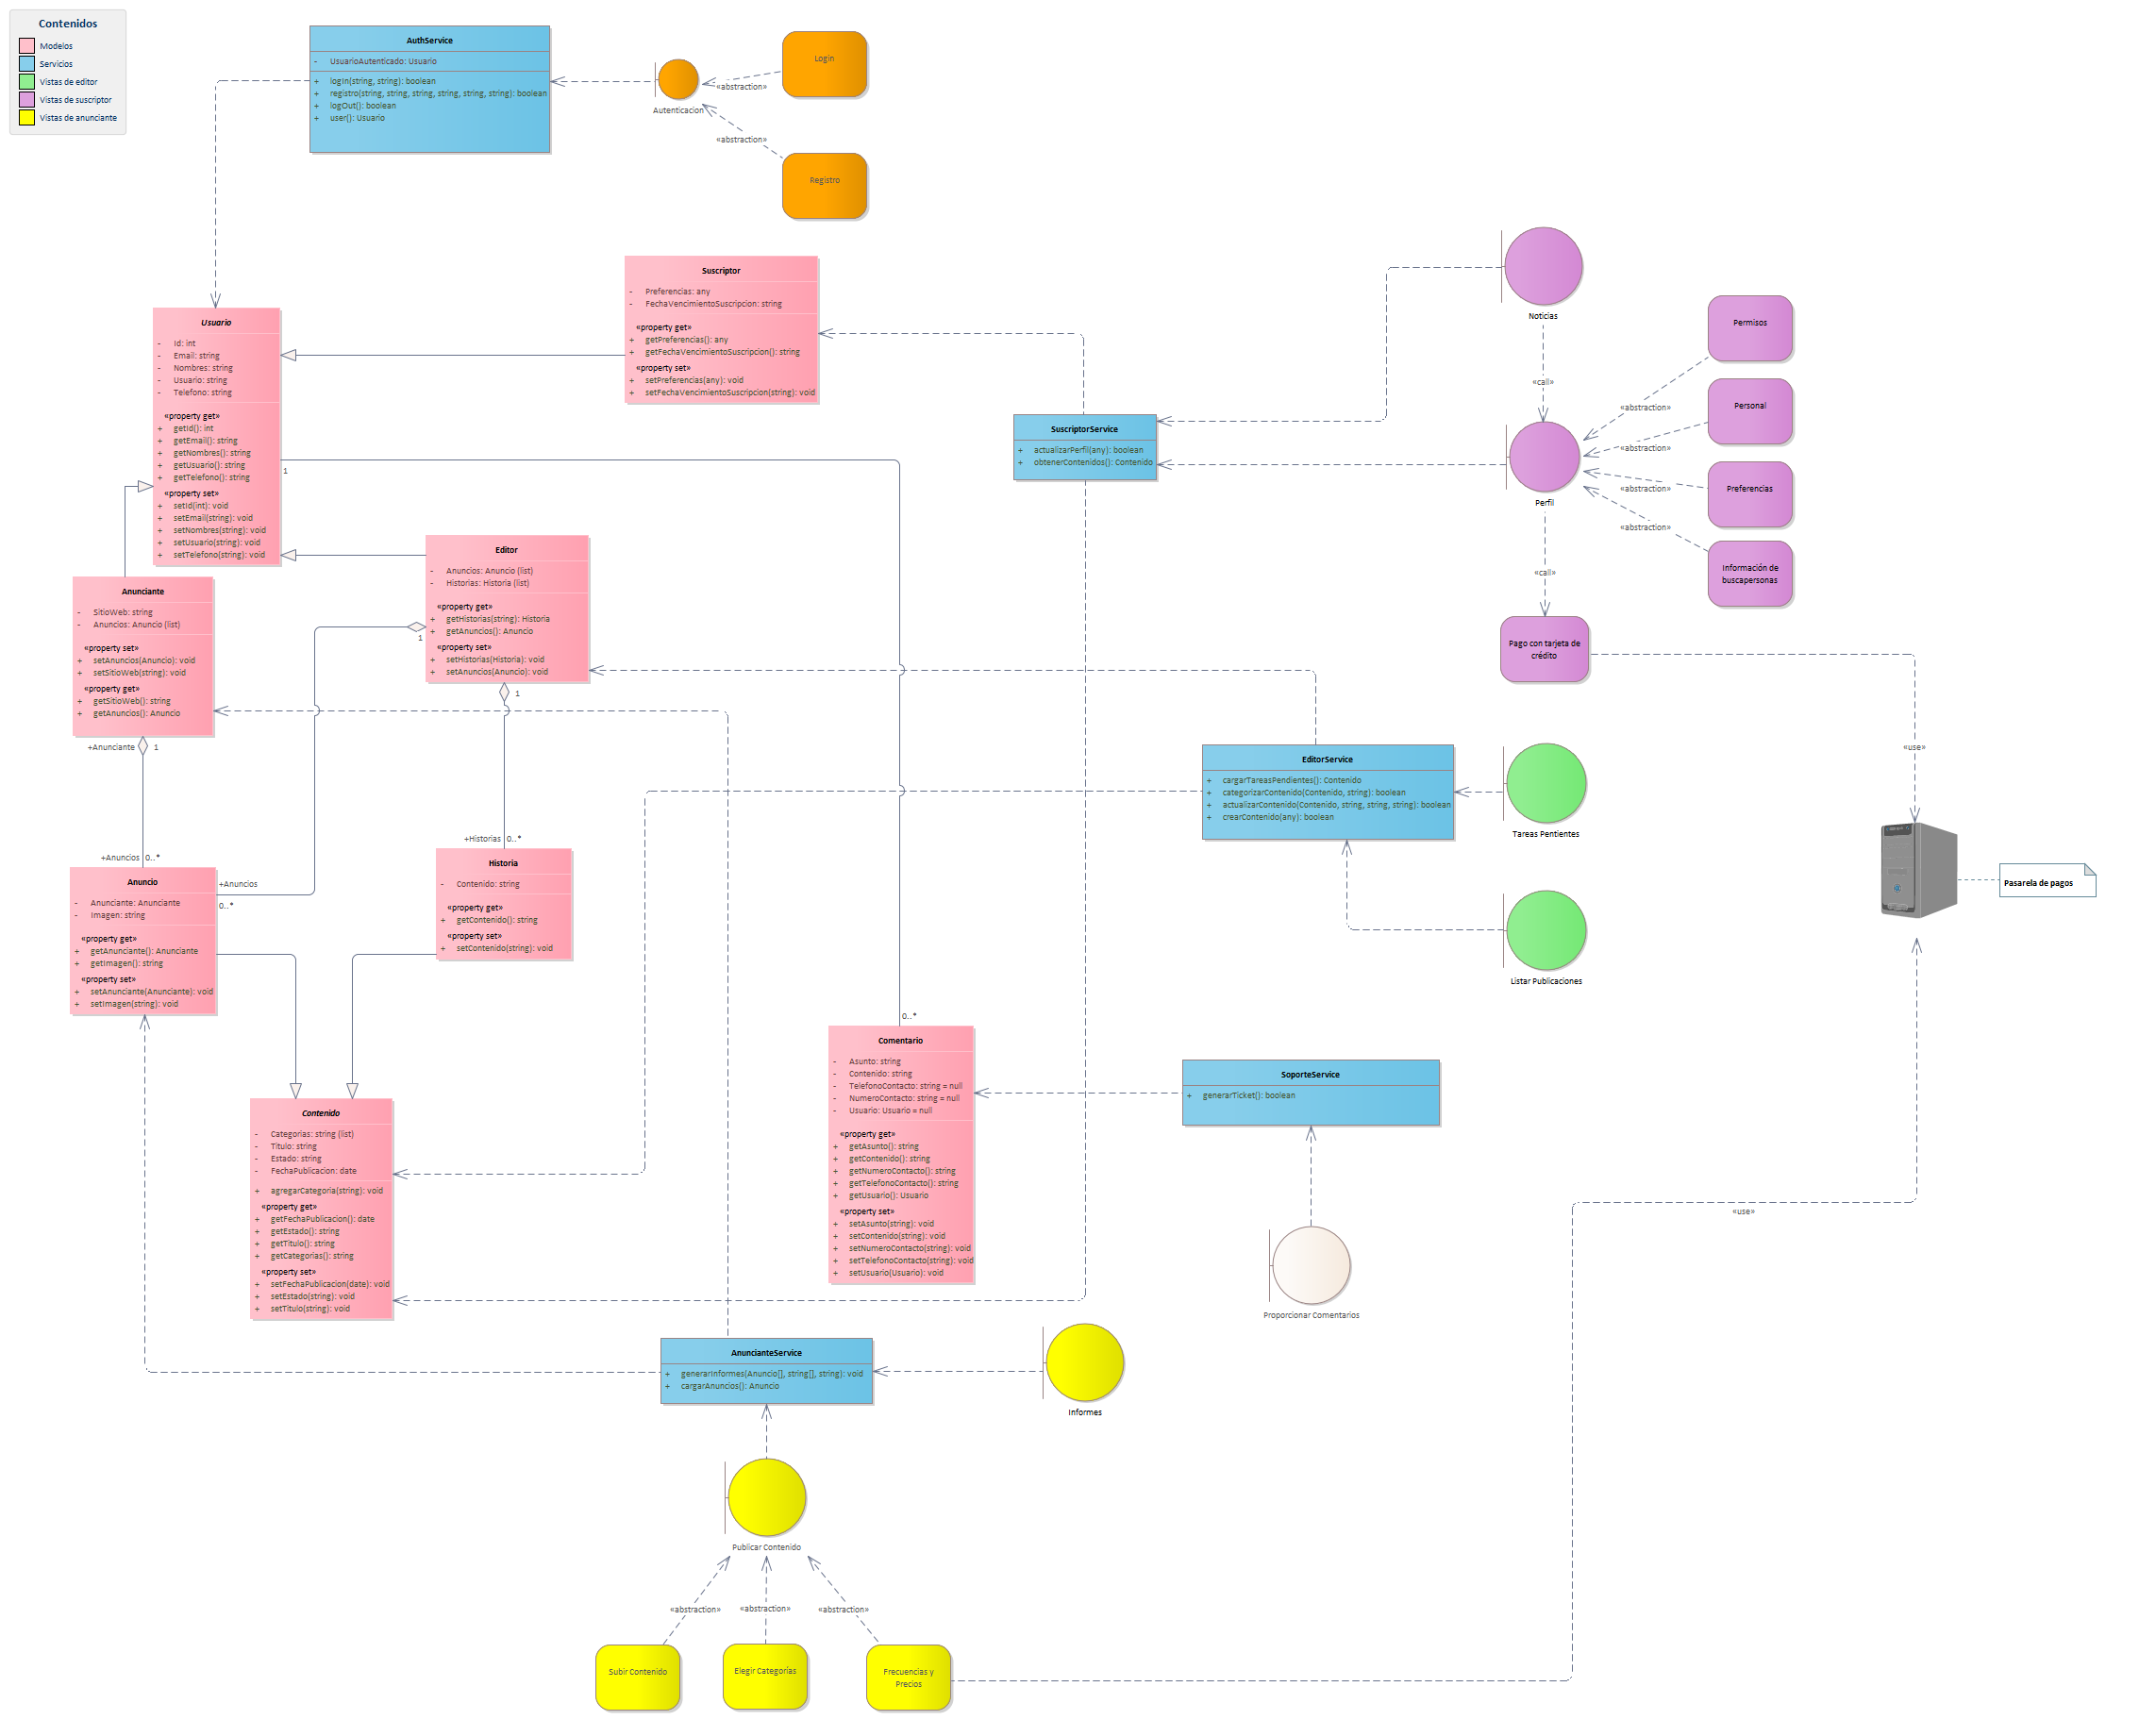 Contenidos
Modelos
Servicios
Vistas de editor
Vistas de suscriptor
Vistas de anunciante
AuthService
- UsuarioAutenticado: Usuario
+ logIn(string, string): boolean
+ registro(string, string, string, string, string, string): boolean
+ logOut(): boolean
+ user(): Usuario
Autenticacion
Login
«abstraction»
«abstraction»
Registro
Suscriptor
- Preferencias: any
- FechaVencimientoSuscripcion: string
«property get»
+ getPreferencias(): any
+ getFechaVencimientoSuscripcion(): string
«property set»
+ setPreferencias(any): void
+ setFechaVencimientoSuscripcion(string): void
Usuario
- Id: int
- Email: string
- Nombres: string
- Usuario: string
- Telefono: string
«property get»
+ getId(): int
+ getEmail(): string
+ getNombres(): string
+ getUsuario(): string
+ getTelefono(): string
«property set»
+ setId(int): void
+ setEmail(string): void
+ setNombres(string): void
+ setUsuario(string): void
+ setTelefono(string): void
1
Noticias
«call»
Perfil
Permisos
«abstraction»
Personal
«abstraction»
Preferencias
«abstraction»
Información de
buscapersonas
«abstraction»
«call»
Pago con tarjeta de
crédito
«use»
SuscriptorService
+ actualizarPerfil(any): boolean
+ obtenerContenidos(): Contenido
Editor
- Anuncios: Anuncio (list)
- Historias: Historia (list)
«property get»
+ getHistorias(string): Historia
+ getAnuncios(): Anuncio
«property set»
+ setHistorias(Historia): void
+ setAnuncios(Anuncio): void
1
1
Anunciante
- SitioWeb: string
- Anuncios: Anuncio (list)
«property set»
+ setAnuncios(Anuncio): void
+ setSitioWeb(string): void
«property get»
+ getSitioWeb(): string
+ getAnuncios(): Anuncio
+Anunciante
1
EditorService
+ cargarTareasPendientes(): Contenido
+ categorizarContenido(Contenido, string): boolean
+ actualizarContenido(Contenido, string, string, string): boolean
+ crearContenido(any): boolean
Tareas Pentientes
Listar Publicaciones
Pasarela de pagos
+Historias
0..*
+Anuncios
0..*
Historia
- Contenido: string
«property get»
+ getContenido(): string
«property set»
+ setContenido(string): void
Anuncio
- Anunciante: Anunciante
- Imagen: string
«property get»
+ getAnunciante(): Anunciante
+ getImagen(): string
«property set»
+ setAnunciante(Anunciante): void
+ setImagen(string): void
+Anuncios
0..*
0..*
Comentario
- Asunto: string
- Contenido: string
- TelefonoContacto: string = null
- NumeroContacto: string = null
- Usuario: Usuario = null
«property get»
+ getAsunto(): string
+ getContenido(): string
+ getNumeroContacto(): string
+ getTelefonoContacto(): string
+ getUsuario(): Usuario
«property set»
+ setAsunto(string): void
+ setContenido(string): void
+ setNumeroContacto(string): void
+ setTelefonoContacto(string): void
+ setUsuario(Usuario): void
SoporteService
+ generarTicket(): boolean
Proporcionar Comentarios
«use»
Contenido
- Categorias: string (list)
- Titulo: string
- Estado: string
- FechaPublicacion: date
+ agregarCategoria(string): void
«property get»
+ getFechaPublicacion(): date
+ getEstado(): string
+ getTitulo(): string
+ getCategorias(): string
«property set»
+ setFechaPublicacion(date): void
+ setEstado(string): void
+ setTitulo(string): void
AnuncianteService
+ generarInformes(Anuncio[], string[], string): void
+ cargarAnuncios(): Anuncio
Informes
Publicar Contenido
«abstraction»
«abstraction»
«abstraction»
Subir Contenido
Elegir Categorías
Frecuencias y
Precios